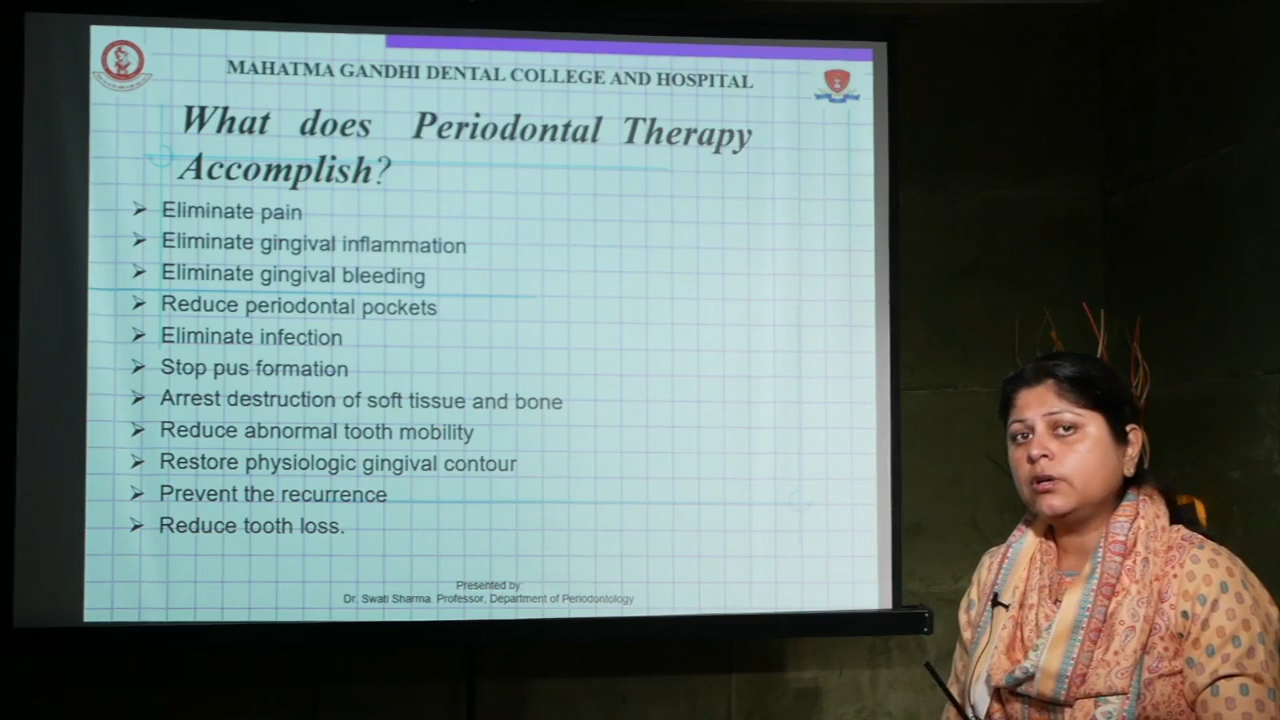 MAHATMA GANDHI DENTAL COLLEGE AND HOSPITAL
What does Periodontal Therapy
Accomplish?
➢ Eliminate pain
➢ Eliminate gingival inflammation
➢ Eliminate gingival bleeding
➢ Reduce periodontal pockets
➢ Eliminate infection
➢ Stop pus formation
➢ Arrest destruction of soft tissue and bone
➢ Reduce abnormal tooth mobility
➢ Restore physiologic gingival contour
➢ Prevent the recurrence
➢ Reduce tooth loss.
Presented by:
Dr. Swati Sharma. Professor, Department of Periodontology